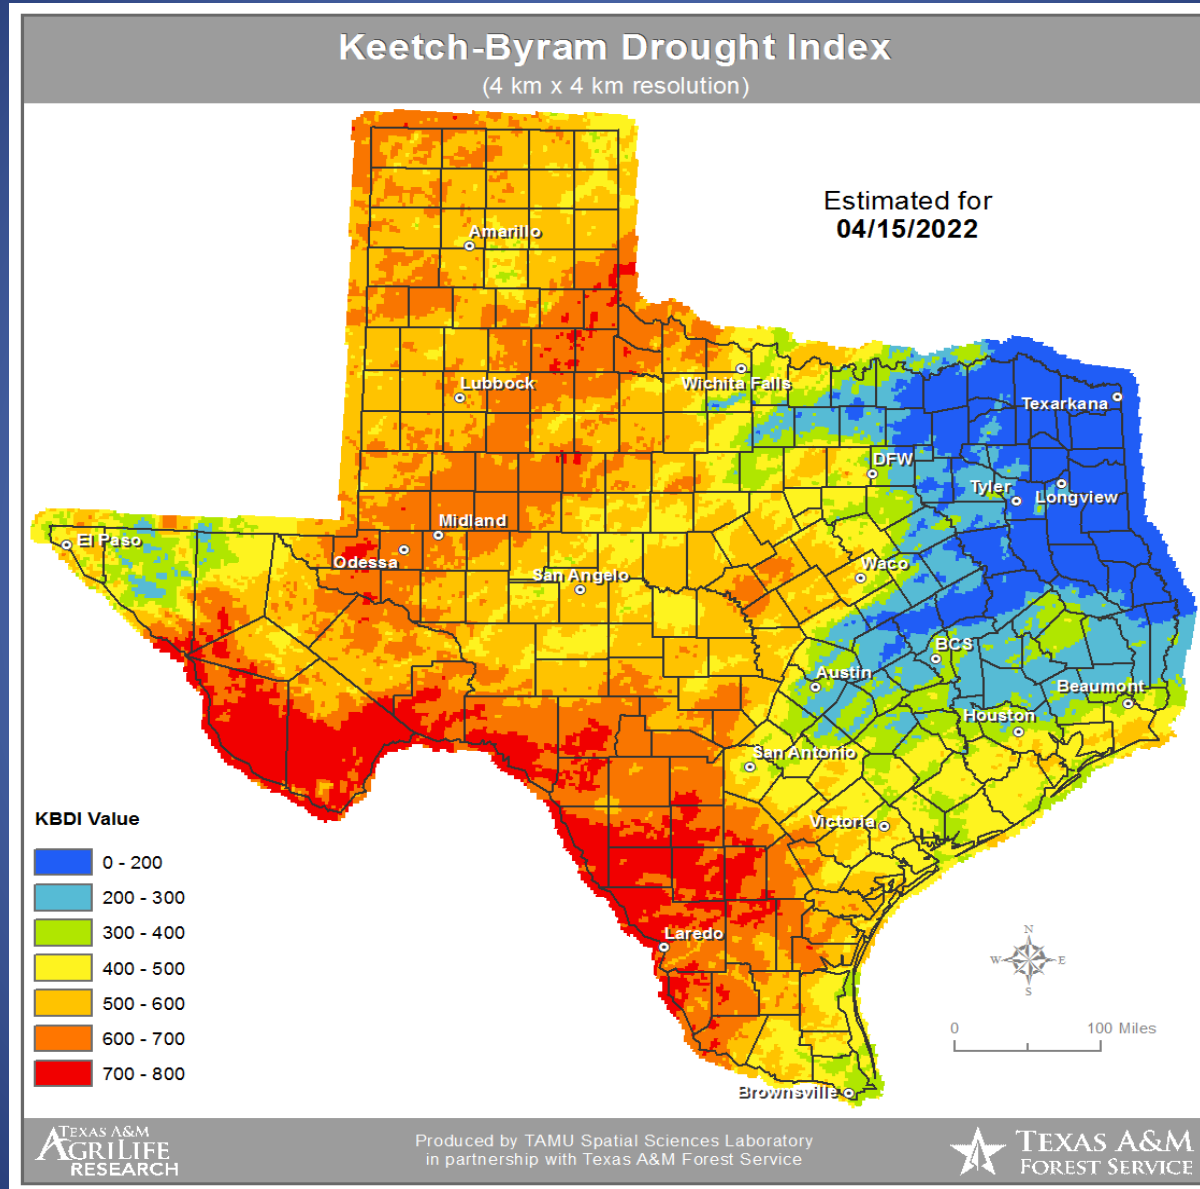 Keetch-Byram Drought Index
(4 km x 4 km resolution)
Estimated for
04/15/2022
Amarillo
Lubbock
Wichita Falls
Texarkana
DFW
Tyler
Longview
Midland
El Paso
Odessa
San Angelo
Waco
BCS
Austin
Beaumont
Houston
San Antonio
Victoria
Laredo
Brownsville
KBDI Value
0 - 200
200 - 300
300 - 400
400 - 500
500 - 600
600 - 700
700 - 800
N
W E
S
0 100 Miles
TEXAS A&M
AGRILIFE
RESEARCH
Produced by TAMU Spatial Sciences Laboratory
in partnership with Texas A&M Forest Service
TEXAS A&M
FOREST SERVICE